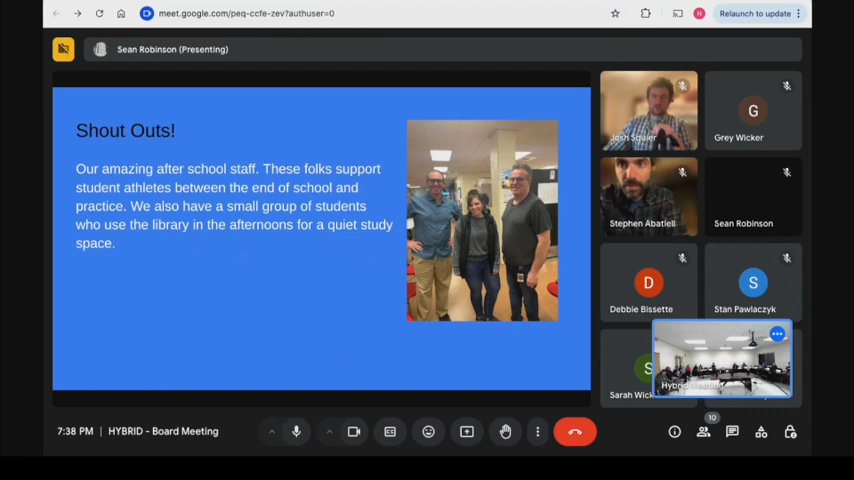 meet.google.com/peq-ccfe-zev?authuser=0
H
Relaunch to update
Sean Robinson (Presenting)
Shout Outs!
Our amazing after school staff. These folks support
student athletes between the end of school and
practice. We also have a small group of students
who use the library in the afternoons for a quiet study
space.
Josh Squier
G
Grey Wicker
Stephen Abatiell
Sean Robinson
D
Debbie Bissette
S
Stan Pawlaczyk
S
Sarah
Hybrid Meeting
7:38 PM | HYBRID - Board Meeting
10